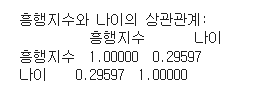 흥행지수와 나이의 상관관계:
흥행지수 나이
흥행지수 1.00000 0.29597
나이 0.29597 1.00000